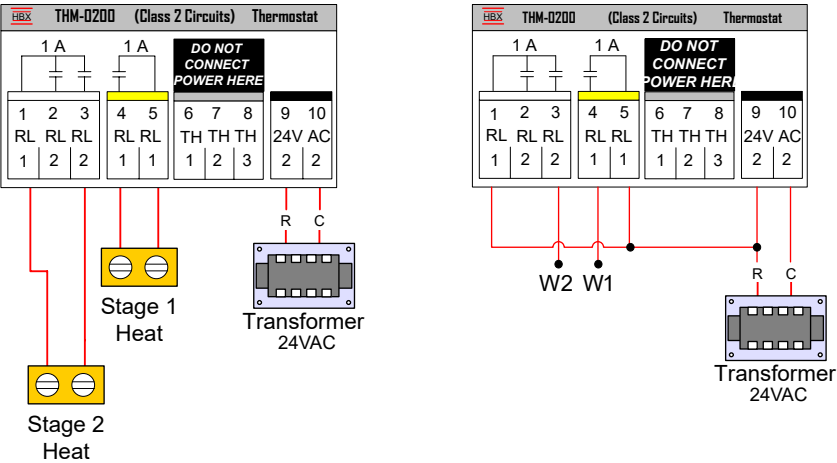 HBX THM-0200 (Class 2 Circuits) Thermostat
1 A 1 A DO NOT
CONNECT
POWER HERE
1 2 3 4 5 6 7 8 9 10
RL RL RL RL RL TH TH TH 24V AC
1 2 2 1 1 1 2 3 2 2
R C
Stage 1
Heat
Transformer
24VAC
Stage 2
Heat
HBX THM-0200 (Class 2 Circuits) Thermostat
1 A 1 A DO NOT
CONNECT
POWER HER
1 2 3 4 5 6 7 8 9 10
RL RL RL RL RL TH TH TH 24V AC
1 2 2 1 1 1 2 3 2 2
W2 W1
R C
Transformer
24VAC